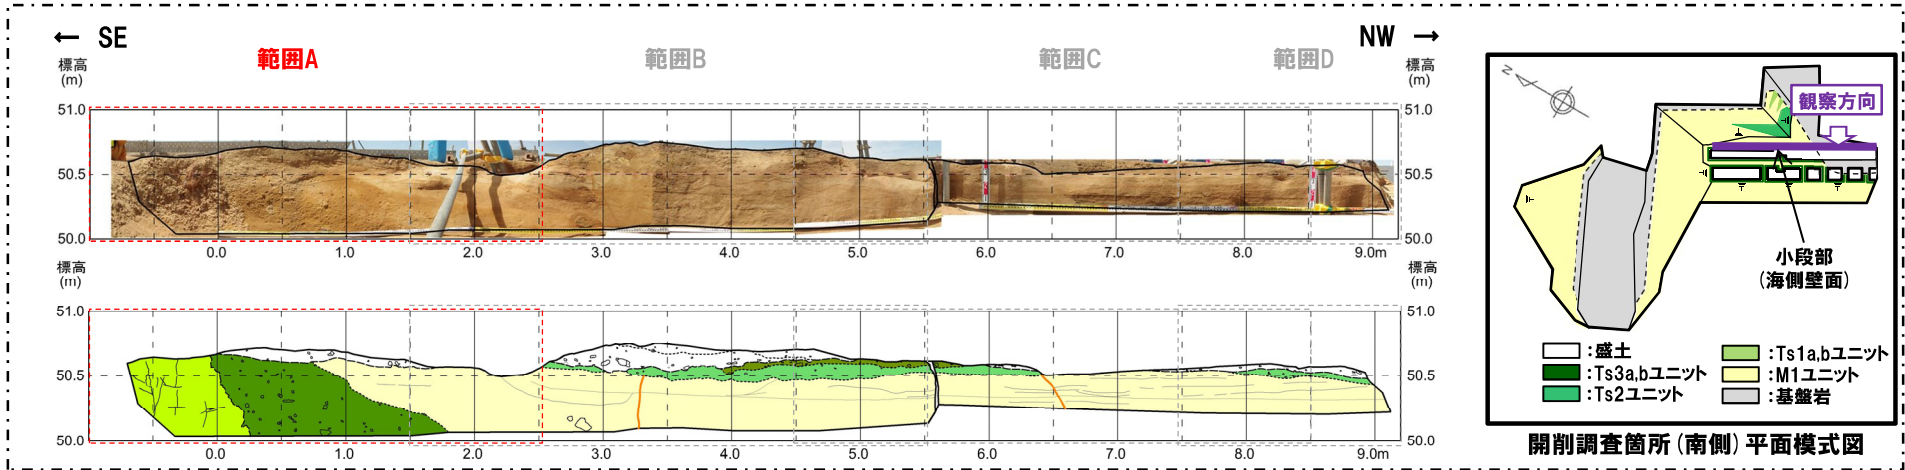 ← SE
NW →
範囲A
範囲B
範囲C
範囲D
標高
(m)
標高
(m)
51.0
51.0
50.5
50.5
50.0
50.0
0.0 1.0 2.0 3.0 4.0 5.0 6.0 7.0 8.0 9.0m
標高
(m)
標高
(m)
51.0
51.0
50.5
50.5
50.0
50.0
0.0 1.0 2.0 3.0 4.0 5.0 6.0 7.0 8.0 9.0m
N
観察方向
小段部
(海側壁面)
:盛土
:Ts3a,bユニット
:Ts2ユニット
:Ts1a,bユニット
:M1ユニット
:基盤岩
開削調査箇所(南側)平面模式図